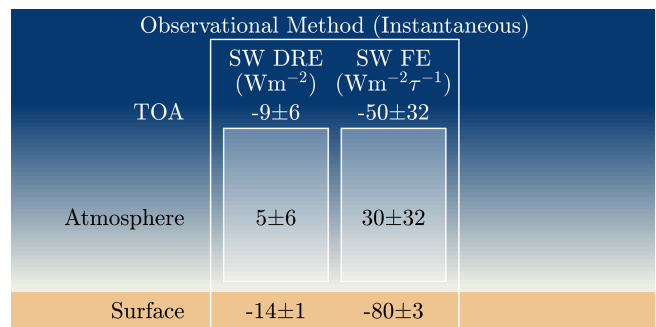 Observational Method (Instantaneous)
SW DRE SW FE
(Wm⁻²) (Wm⁻²τ⁻¹)
TOA -9±6 -50±32
Atmosphere 5±6 30±32
Surface -14±1 -80±3